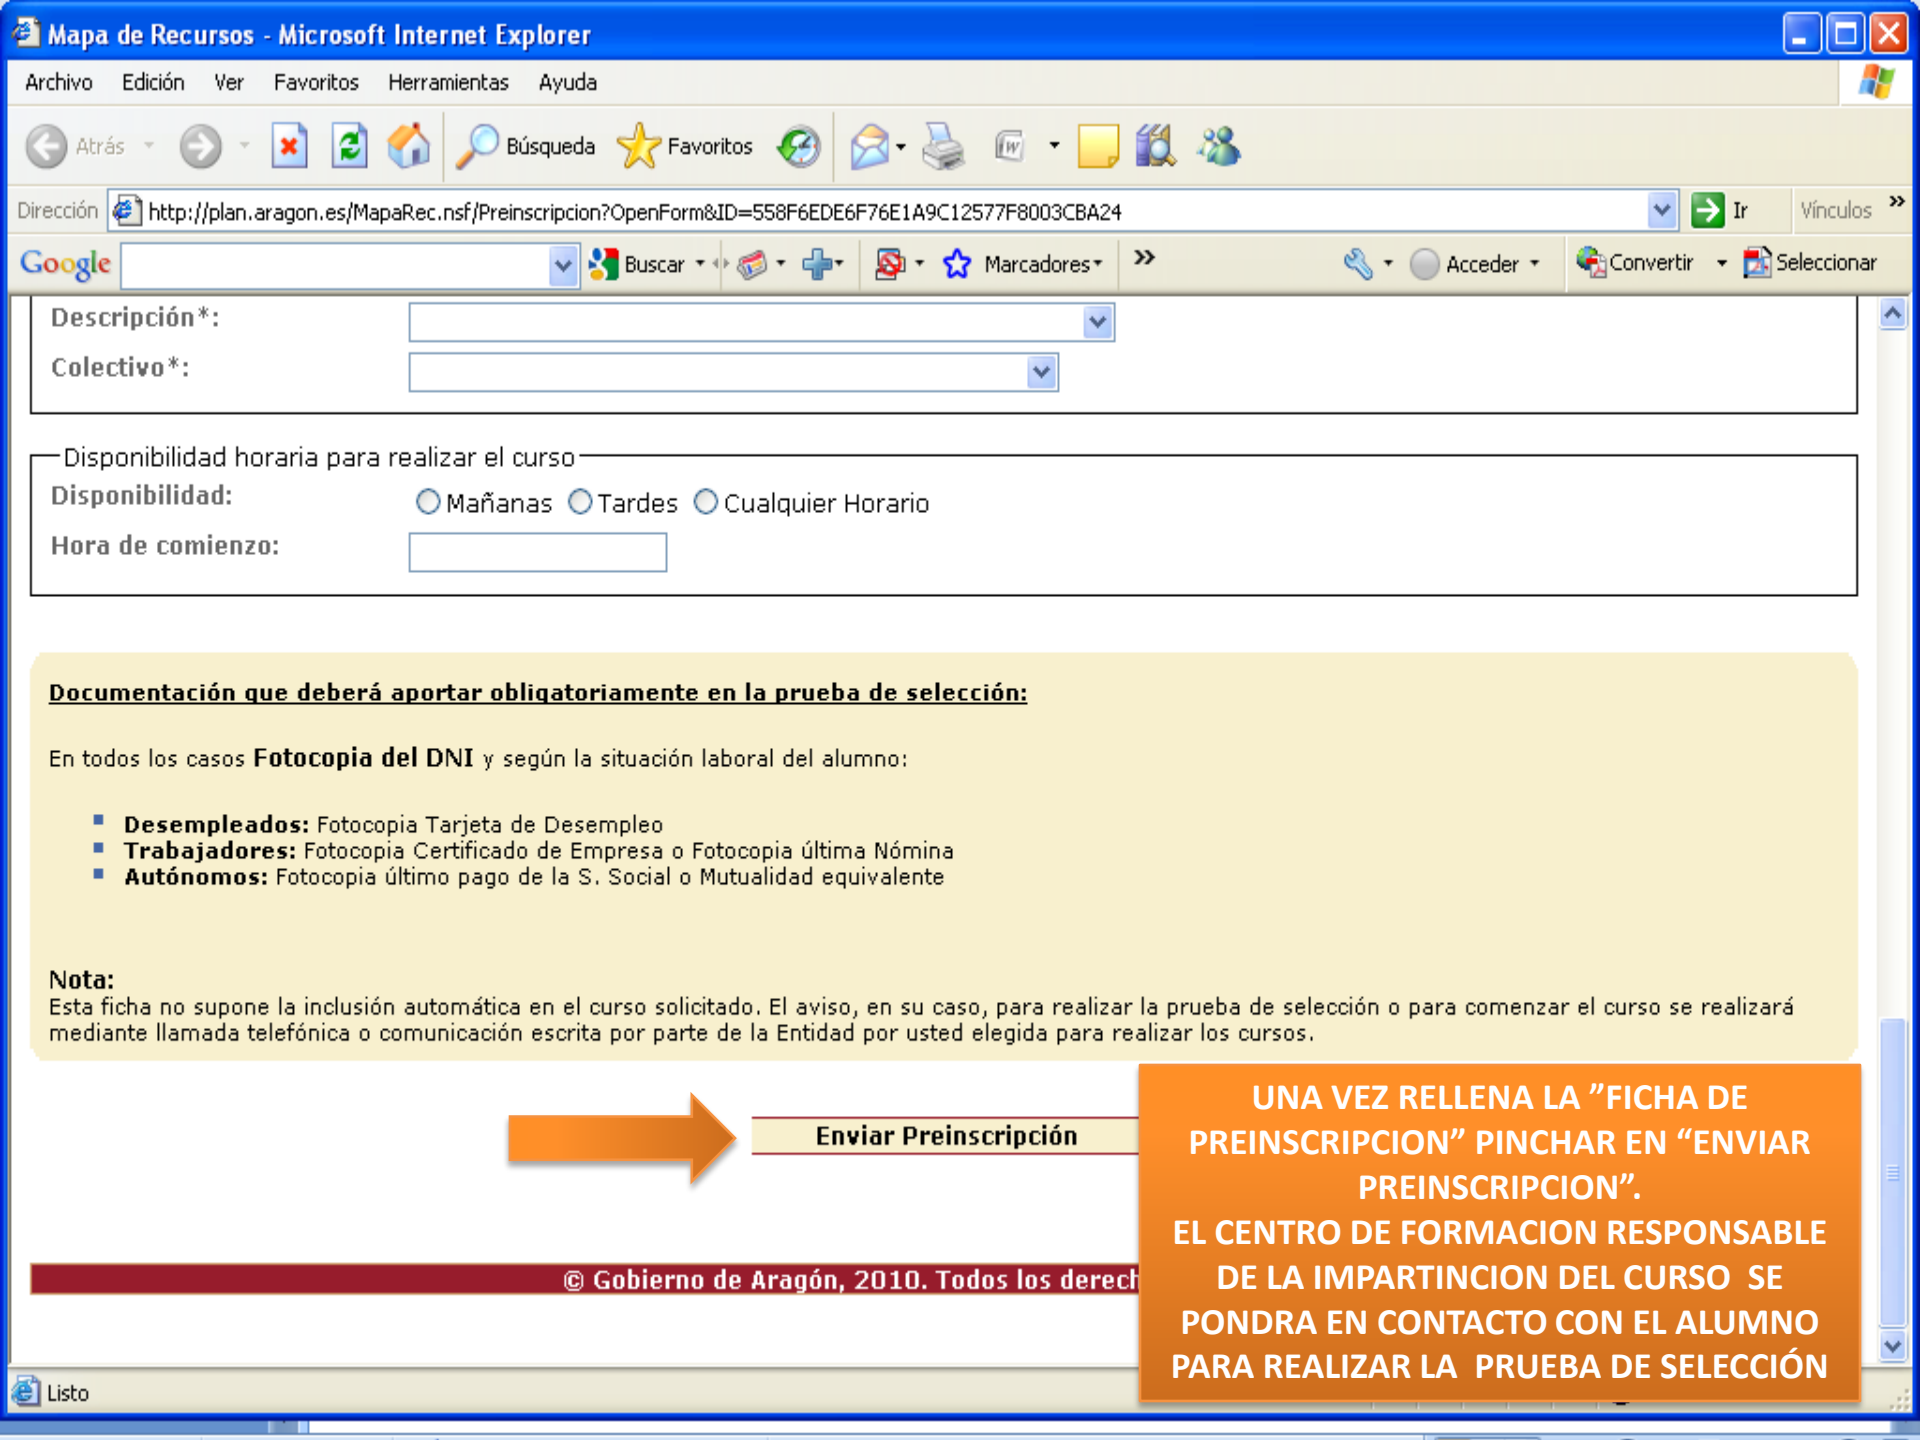 Mapa de Recursos - Microsoft Internet Explorer
Archivo Edición Ver Favoritos Herramientas Ayuda
Atrás Búsqueda Favoritos
Dirección http://plan.aragon.es/MapaRec.nsf/Preinscripcion?OpenForm&ID=558F6EDE6F76E1A9C12577F8003CBA24 Ir Vínculos »
Google Buscar Marcadores » Acceder Convertir Seleccionar
Descripción*:
Colectivo*:
Disponibilidad horaria para realizar el curso
Disponibilidad: Mañanas Tardes Cualquier Horario
Hora de comienzo:
Documentación que deberá aportar obligatoriamente en la prueba de selección:
En todos los casos Fotocopia del DNI y según la situación laboral del alumno:
Desempleados: Fotocopia Tarjeta de Desempleo
Trabajadores: Fotocopia Certificado de Empresa o Fotocopia última Nómina
Autónomos: Fotocopia último pago de la S. Social o Mutualidad equivalente
Nota:
Esta ficha no supone la inclusión automática en el curso solicitado. El aviso, en su caso, para realizar la prueba de selección o para comenzar el curso se realizará
mediante llamada telefónica o comunicación escrita por parte de la Entidad por usted elegida para realizar los cursos.
Enviar Preinscripción
UNA VEZ RELLENA LA ”FICHA DE
PREINSCRIPCION” PINCHAR EN “ENVIAR
PREINSCRIPCION”.
EL CENTRO DE FORMACION RESPONSABLE
DE LA IMPARTINCION DEL CURSO SE
PONDRA EN CONTACTO CON EL ALUMNO
PARA REALIZAR LA PRUEBA DE SELECCIÓN
© Gobierno de Aragón, 2010. Todos los derech
Listo